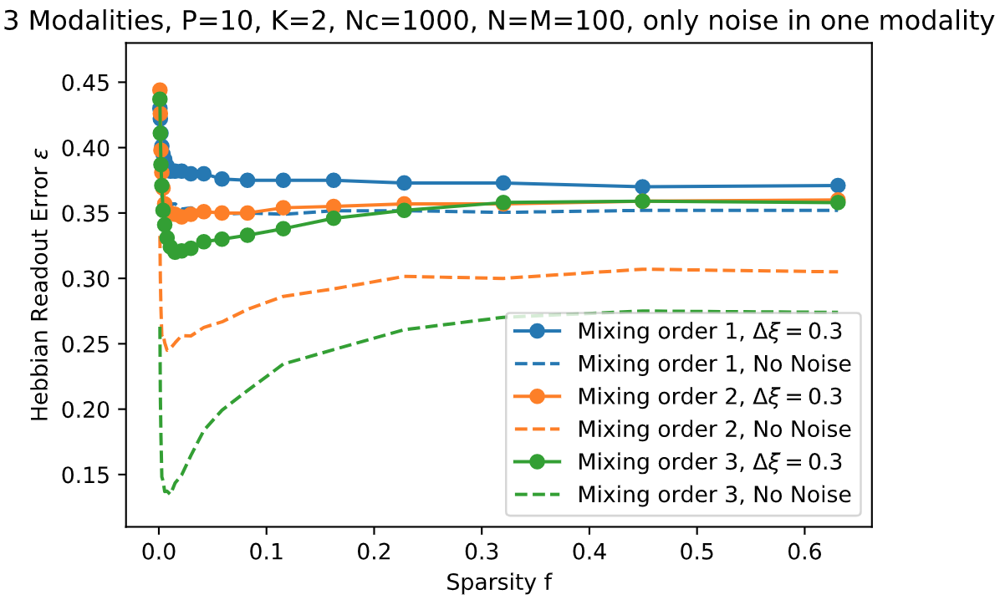 3 Modalities, P=10, K=2, Nc=1000, N=M=100, only noise in one modality
Hebbian Readout Error ε
0.45
0.40
0.35
0.30
0.25
0.20
0.15
Mixing order 1, Δξ = 0.3
Mixing order 1, No Noise
Mixing order 2, Δξ = 0.3
Mixing order 2, No Noise
Mixing order 3, Δξ = 0.3
Mixing order 3, No Noise
0.0 0.1 0.2 0.3 0.4 0.5 0.6
Sparsity f